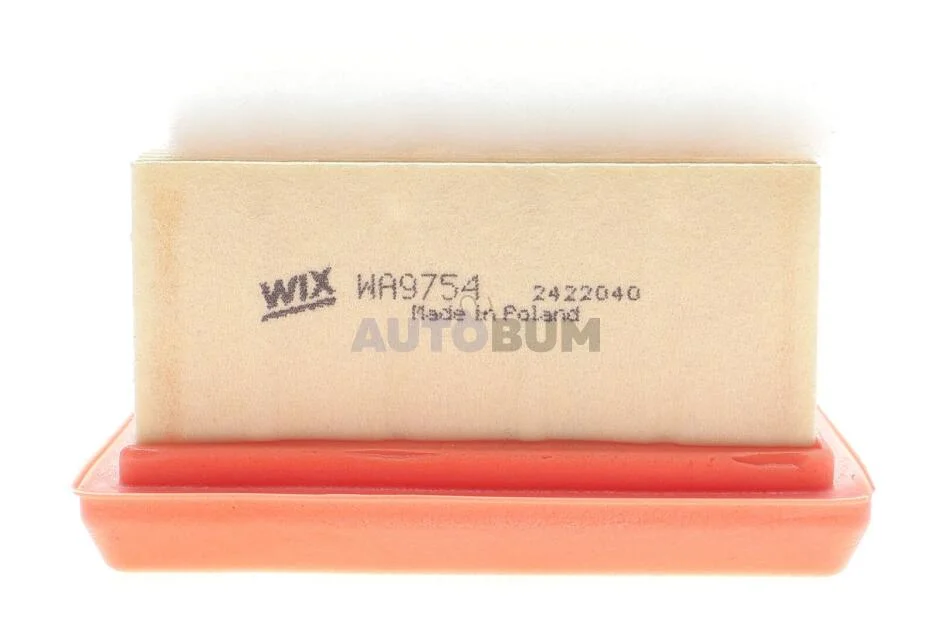 WIX WA9754 2422040
Made in Poland
AUTOBUM